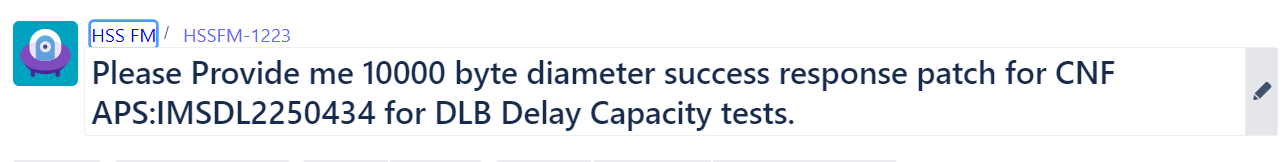 HSS FM / HSSFM-1223
Please Provide me 10000 byte diameter success response patch for CNF
APS:IMSDL2250434 for DLB Delay Capacity tests.